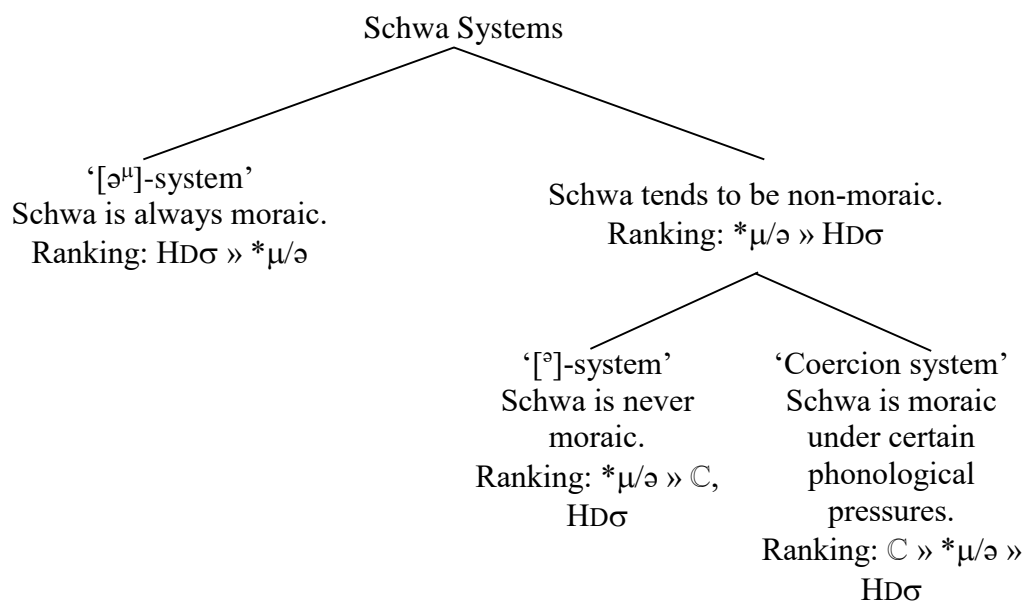 Schwa Systems
‘[əᵘ]-system’
Schwa is always moraic.
Ranking: HDσ » *μ/ə
Schwa tends to be non-moraic.
Ranking: *μ/ə » HDσ
‘[ᵊ]-system’
Schwa is never
moraic.
Ranking: *μ/ə » ℂ,
HDσ
‘Coercion system’
Schwa is moraic
under certain
phonological
pressures.
Ranking: ℂ » *μ/ə »
HDσ